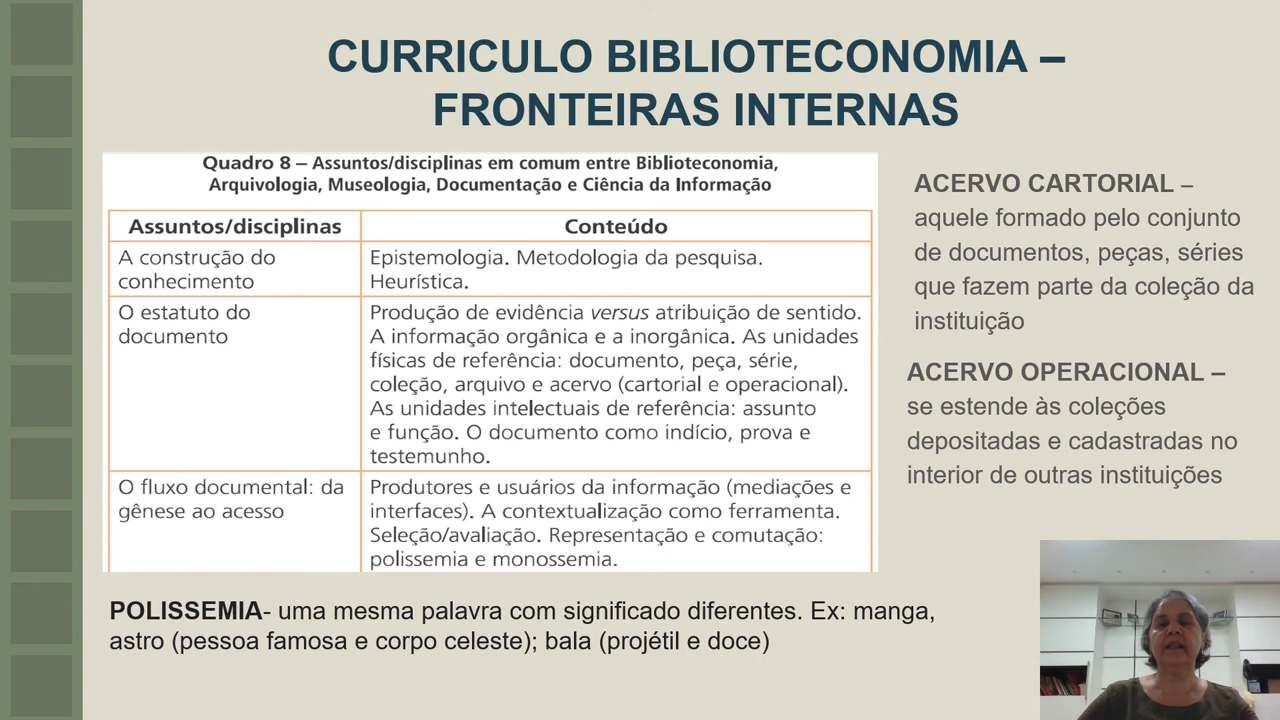 CURRICULO BIBLIOTECONOMIA –
FRONTEIRAS INTERNAS
Quadro 8 – Assuntos/disciplinas em comum entre Biblioteconomia,
Arquivologia, Museologia, Documentação e Ciência da Informação
Assuntos/disciplinas
Conteúdo
A construção do
conhecimento
Epistemologia. Metodologia da pesquisa.
Heurística.
O estatuto do
documento
Produção de evidência versus atribuição de sentido.
A informação orgânica e a inorgânica. As unidades
físicas de referência: documento, peça, série,
coleção, arquivo e acervo (cartorial e operacional).
As unidades intelectuais de referência: assunto
e função. O documento como indício, prova e
testemunho.
O fluxo documental: da
gênese ao acesso
Produtores e usuários da informação (mediações e
interfaces). A contextualização como ferramenta.
Seleção/avaliação. Representação e comutação:
polissemia e monossemia.
ACERVO CARTORIAL –
aquele formado pelo conjunto
de documentos, peças, séries
que fazem parte da coleção da
instituição
ACERVO OPERACIONAL –
se estende às coleções
depositadas e cadastradas no
interior de outras instituições
POLISSEMIA- uma mesma palavra com significado diferentes. Ex: manga,
astro (pessoa famosa e corpo celeste); bala (projétil e doce)